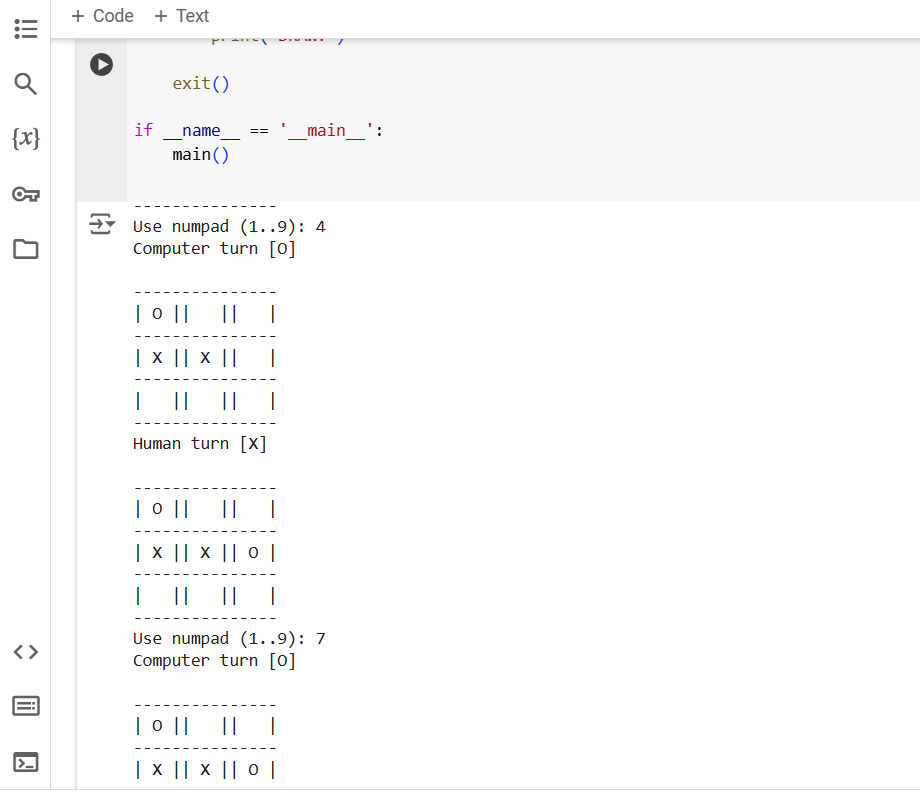 + Code + Text
exit()
if __name__ == '__main__':
main()
{x}
---------------
Use numpad (1..9): 4
Computer turn [O]
---------------
| O ||   ||   |
---------------
| X || X ||   |
---------------
|   ||   ||   |
---------------
Human turn [X]
---------------
| O ||   ||   |
---------------
| X || X || O |
---------------
|   ||   ||   |
---------------
Use numpad (1..9): 7
Computer turn [O]
---------------
| O ||   ||   |
---------------
| X || X || O |